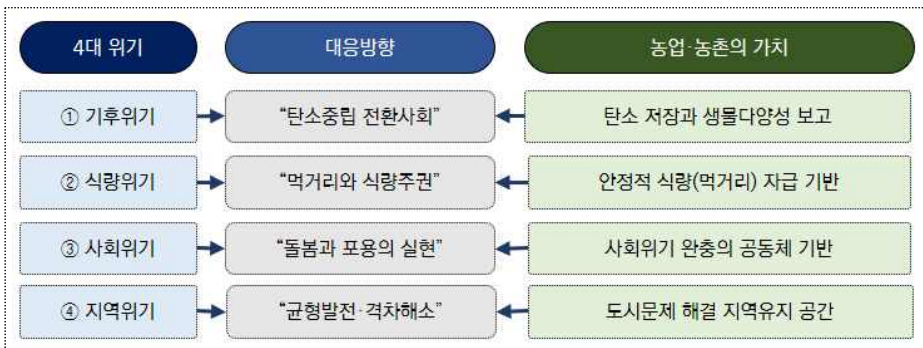 4대 위기 대응방향 농업·농촌의 가치
① 기후위기 “탄소중립 전환사회” 탄소 저장과 생물다양성 보고
② 식량위기 “먹거리와 식량주권” 안정적 식량(먹거리) 자급 기반
③ 사회위기 “돌봄과 포용의 실현” 사회위기 완충의 공동체 기반
④ 지역위기 “균형발전·격차해소” 도시문제 해결 지역유지 공간